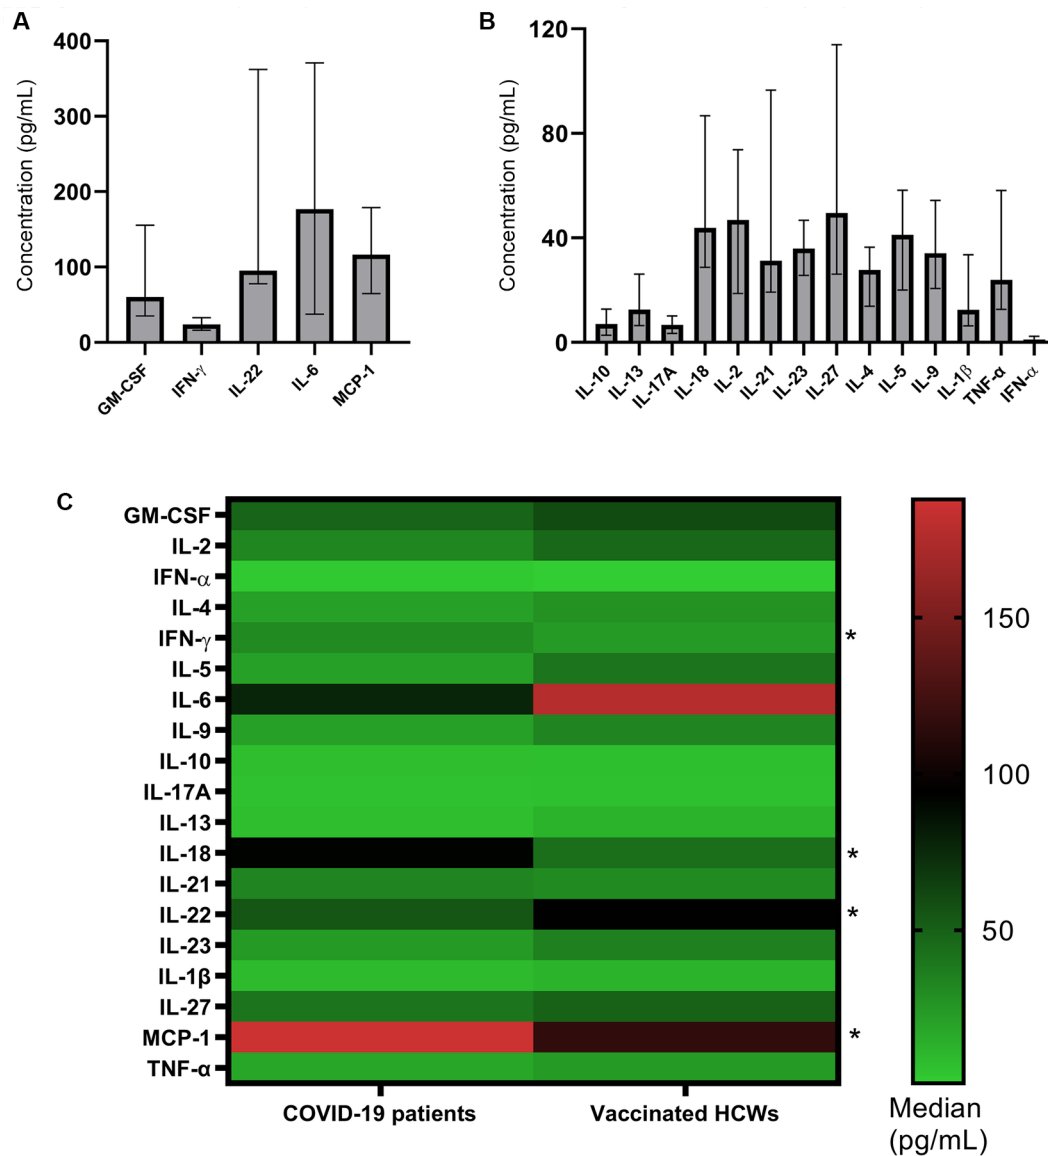 A
Concentration (pg/mL)
400
300
200
100
0
GM-CSF
IFN-γ
IL-22
IL-6
MCP-1
B
Concentration (pg/mL)
120
80
40
0
IL-10
IL-13
IL-17A
IL-18
IL-2
IL-21
IL-23
IL-27
IL-4
IL-5
IL-9
IL-1β
TNF-α
IFN-α
C
GM-CSF
IL-2
IFN-α
IL-4
IFN-γ *
IL-5
IL-6
IL-9
IL-10
IL-17A
IL-13
IL-18 *
IL-21
IL-22 *
IL-23
IL-1β
IL-27
MCP-1 *
TNF-α
COVID-19 patients
Vaccinated HCWs
150
100
50
Median
(pg/mL)